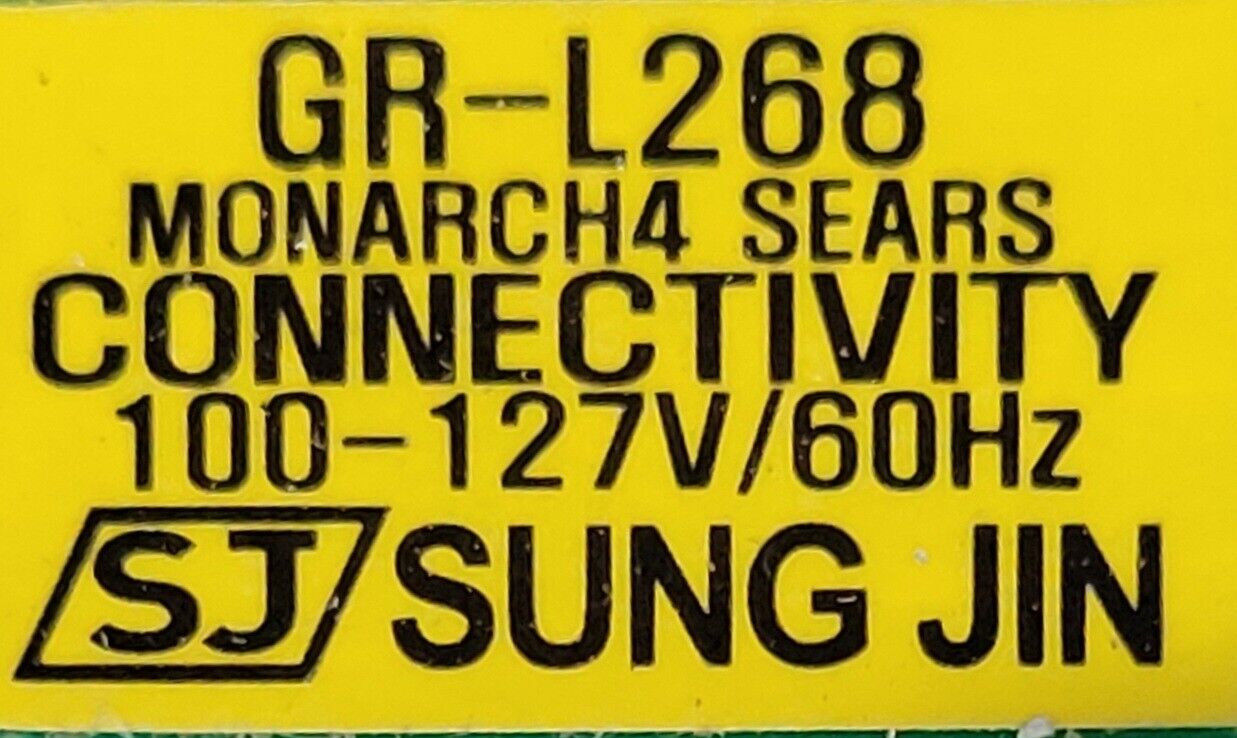 GR-L268
MONARCH4 SEARS
CONNECTIVITY
100-127V/60Hz
SJ SUNG JIN